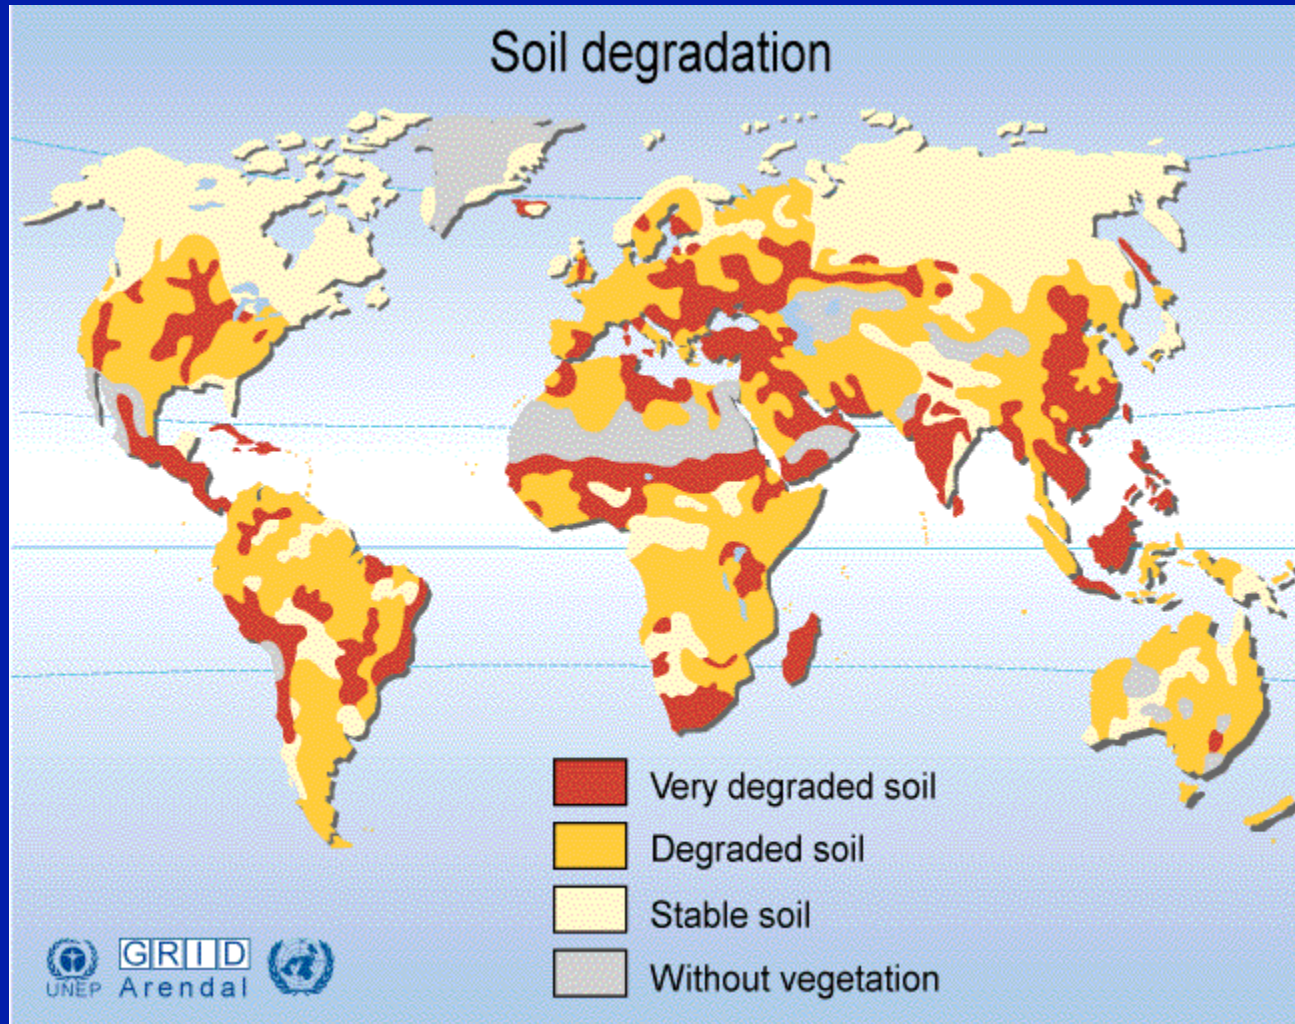 Soil degradation
Very degraded soil
Degraded soil
Stable soil
Without vegetation
UNEP
GRID
Arendal